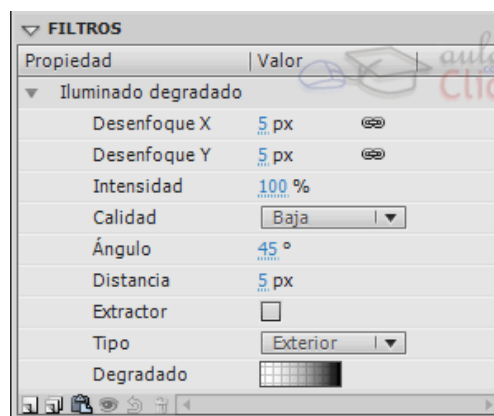 FILTROS
Propiedad Valor
Iluminado degradado
Desenfoque X 5 px
Desenfoque Y 5 px
Intensidad 100 %
Calidad Baja
Ángulo 45 °
Distancia 5 px
Extractor
Tipo Exterior
Degradado